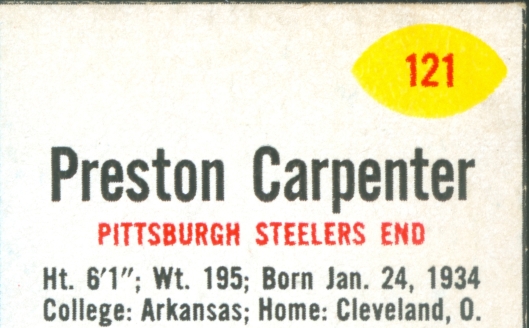 121
Preston Carpenter
PITTSBURGH STEELERS END
Ht. 6'1"; Wt. 195; Born Jan. 24, 1934
College: Arkansas; Home: Cleveland, O.